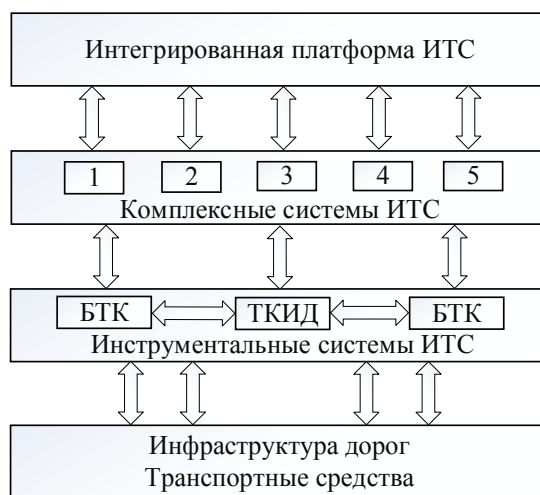 Интегрированная платформа ИТС
1 2 3 4 5
Комплексные системы ИТС
БТК ТКИД БТК
Инструментальные системы ИТС
Инфраструктура дорог
Транспортные средства